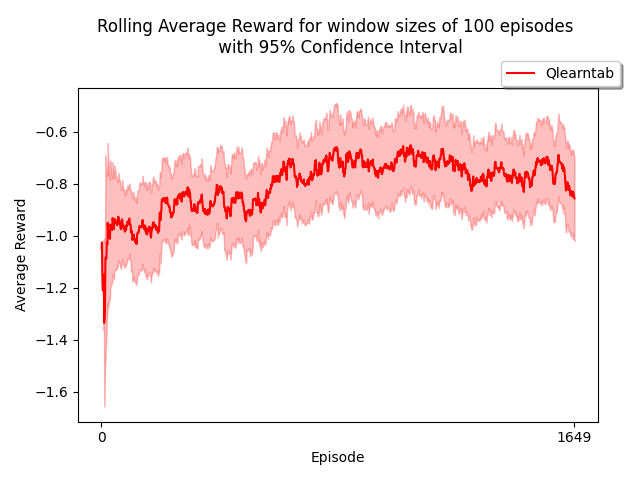 Rolling Average Reward for window sizes of 100 episodes
with 95% Confidence Interval
Qlearntab
−0.6
−0.8
−1.0
−1.2
−1.4
−1.6
Average Reward
0
1649
Episode